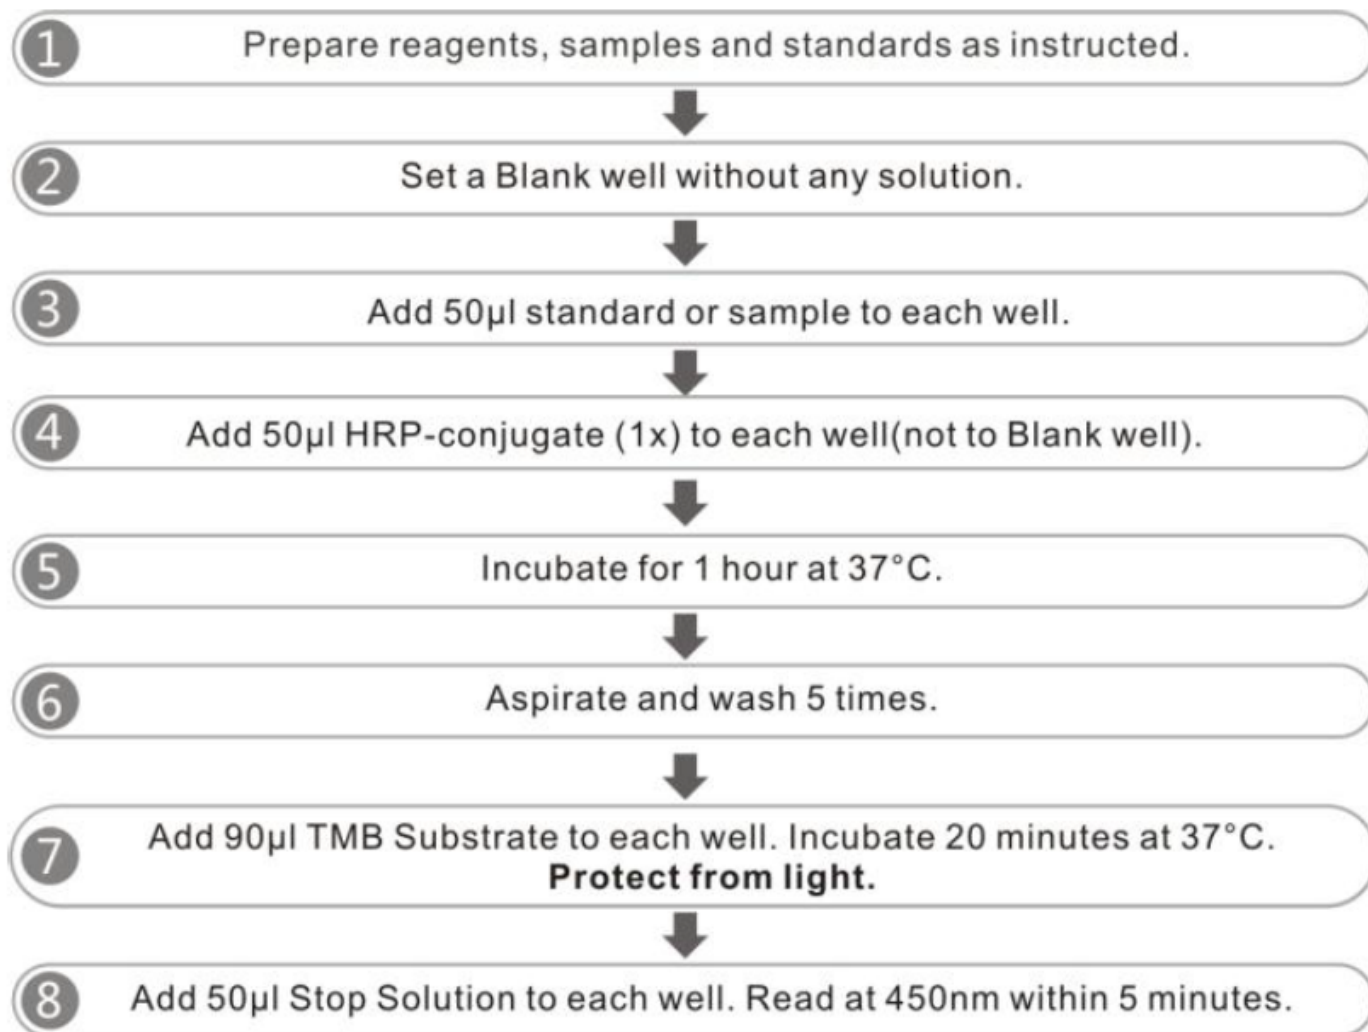 1 Prepare reagents, samples and standards as instructed.
2 Set a Blank well without any solution.
3 Add 50μl standard or sample to each well.
4 Add 50μl HRP-conjugate (1x) to each well(not to Blank well).
5 Incubate for 1 hour at 37°C.
6 Aspirate and wash 5 times.
7 Add 90μl TMB Substrate to each well. Incubate 20 minutes at 37°C.
Protect from light.
8 Add 50μl Stop Solution to each well. Read at 450nm within 5 minutes.